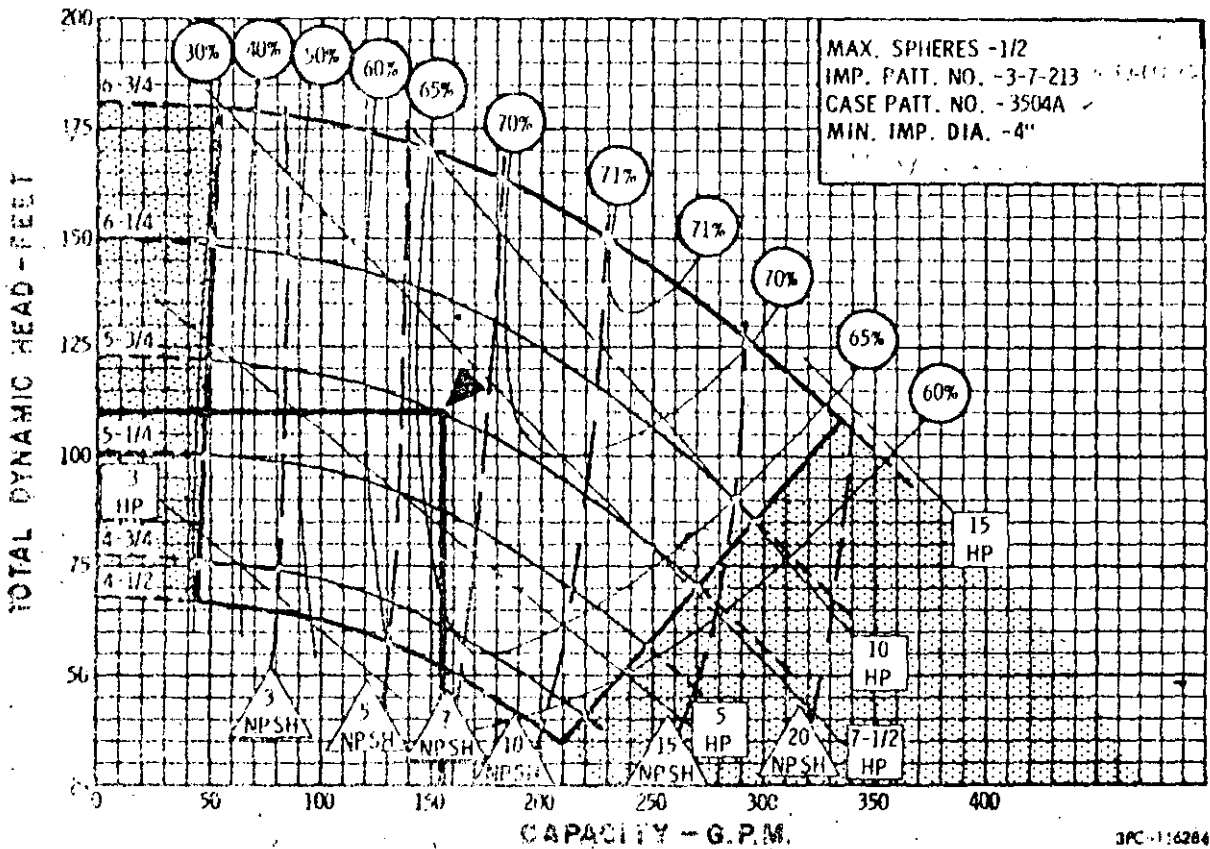 200
175
150
125
100
75
50
TOTAL DYNAMIC HEAD-FEET
6-3/4
6-1/4
5-3/4
5-1/4
3
HP
4-3/4
4-1/2
30%
40%
50%
60%
65%
70%
71%
71%
70%
65%
60%
MAX. SPHERES -1/2
IMP. PATT. NO. -3-7-213
CASE PATT. NO. -3504A
MIN. IMP. DIA. -4"
15
HP
10
HP
7-1/2
HP
5
HP
3
NPSH
5
NPSH
7
NPSH
10
NPSH
15
NPSH
20
NPSH
0
50
100
150
200
250
300
350
400
CAPACITY - G.P.M.
3PC-116284